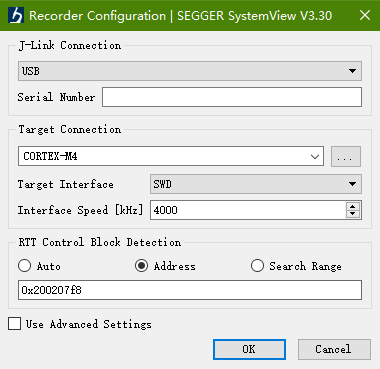 Recorder Configuration | SEGGER SystemView V3.30
J-Link Connection
USB
Serial Number
Target Connection
CORTEX-M4
...
Target Interface SWD
Interface Speed [kHz] 4000
RTT Control Block Detection
Auto Address Search Range
0x200207f8
Use Advanced Settings
OK Cancel